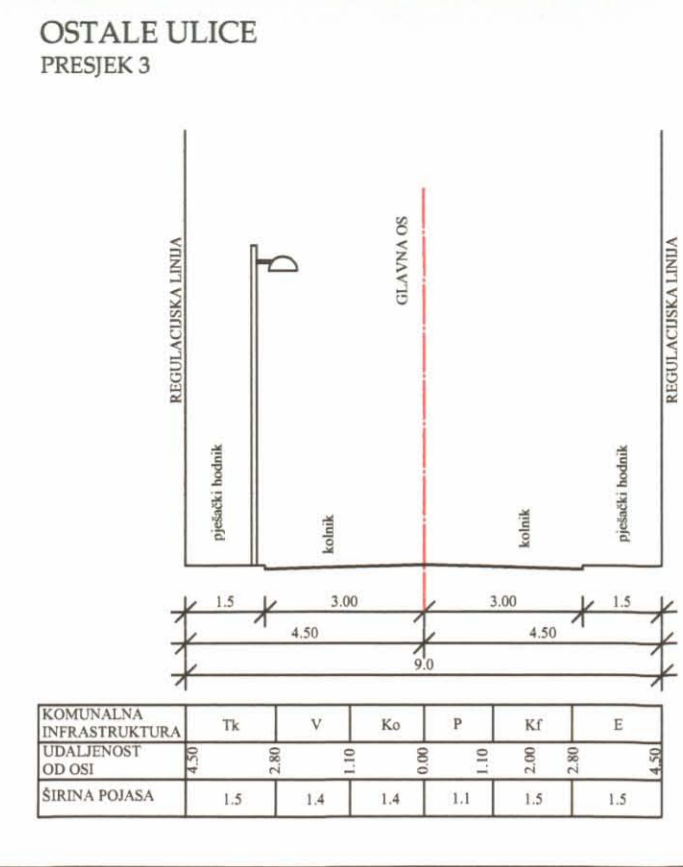 OSTALE ULICE
PRESJEK 3
REGULACIJSKA LINIJA
GLAVNA OS
REGULACIJSKA LINIJA
pješački hodnik
kolnik
kolnik
pješački hodnik
1.5 3.00 3.00 1.5
4.50 4.50
9.0
KOMUNALNA
INFRASTRUKTURA Tk V Ko P Kf E
UDALJENOST
OD OSI 4.50 2.80 1.10 0.00 1.10 2.00 2.80 4.50
ŠIRINA POJASA 1.5 1.4 1.4 1.1 1.5 1.5